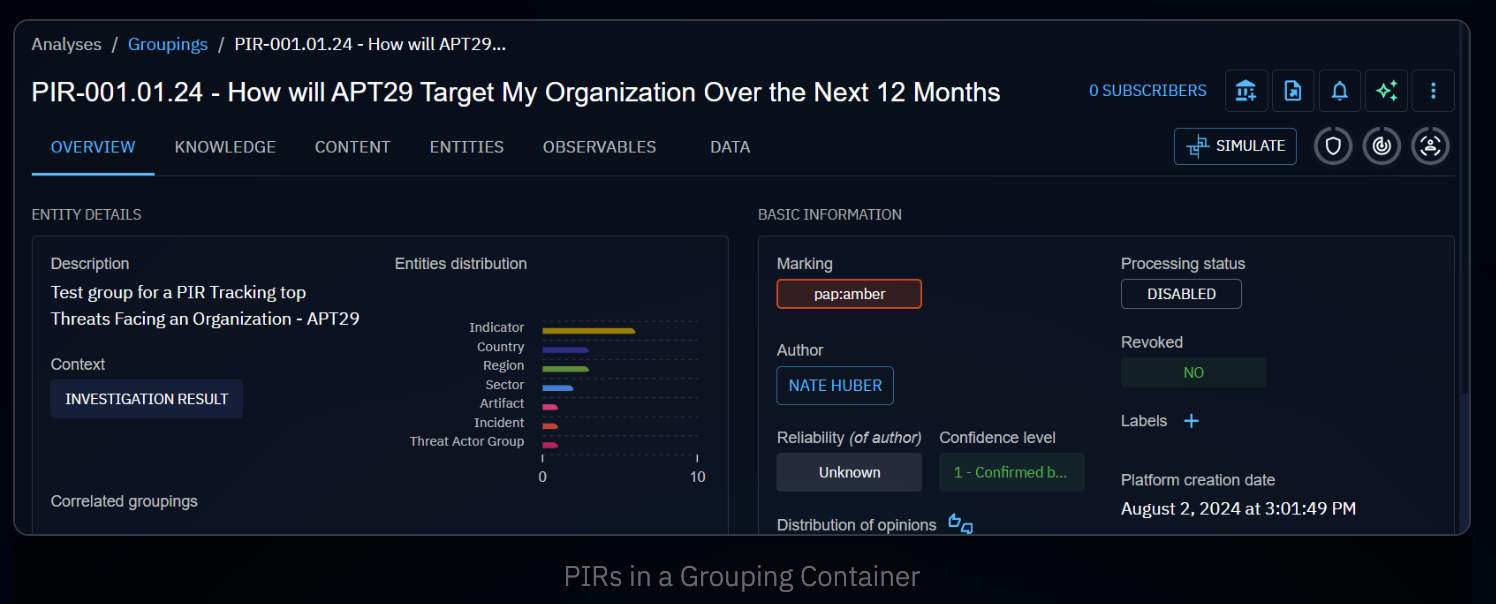 Analyses / Groupings / PIR-001.01.24 - How will APT29...
PIR-001.01.24 - How will APT29 Target My Organization Over the Next 12 Months
0 SUBSCRIBERS
OVERVIEW
KNOWLEDGE
CONTENT
ENTITIES
OBSERVABLES
DATA
SIMULATE
ENTITY DETAILS
Description
Test group for a PIR Tracking top
Threats Facing an Organization - APT29
Context
INVESTIGATION RESULT
Correlated groupings
Entities distribution
Indicator
Country
Region
Sector
Artifact
Incident
Threat Actor Group
0
10
BASIC INFORMATION
Marking
pap:amber
Author
NATE HUBER
Reliability (of author)
Unknown
Confidence level
1 - Confirmed b...
Distribution of opinions
Processing status
DISABLED
Revoked
NO
Labels +
Platform creation date
August 2, 2024 at 3:01:49 PM
PIRs in a Grouping Container